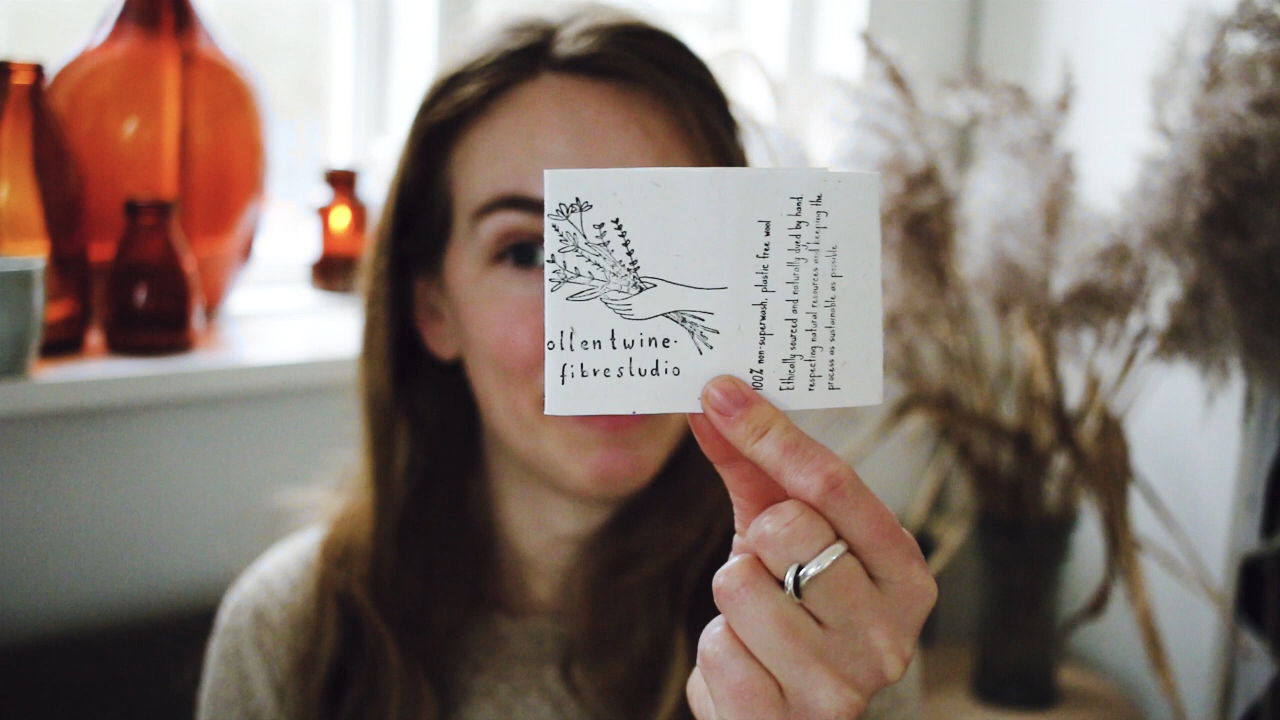 ollentwine.
fibrestudio
100% non-superwash, plastic free wool
Ethically sourced and naturally dyed by hand.
respecting natural resources and keeping the
process as sustainable as possible